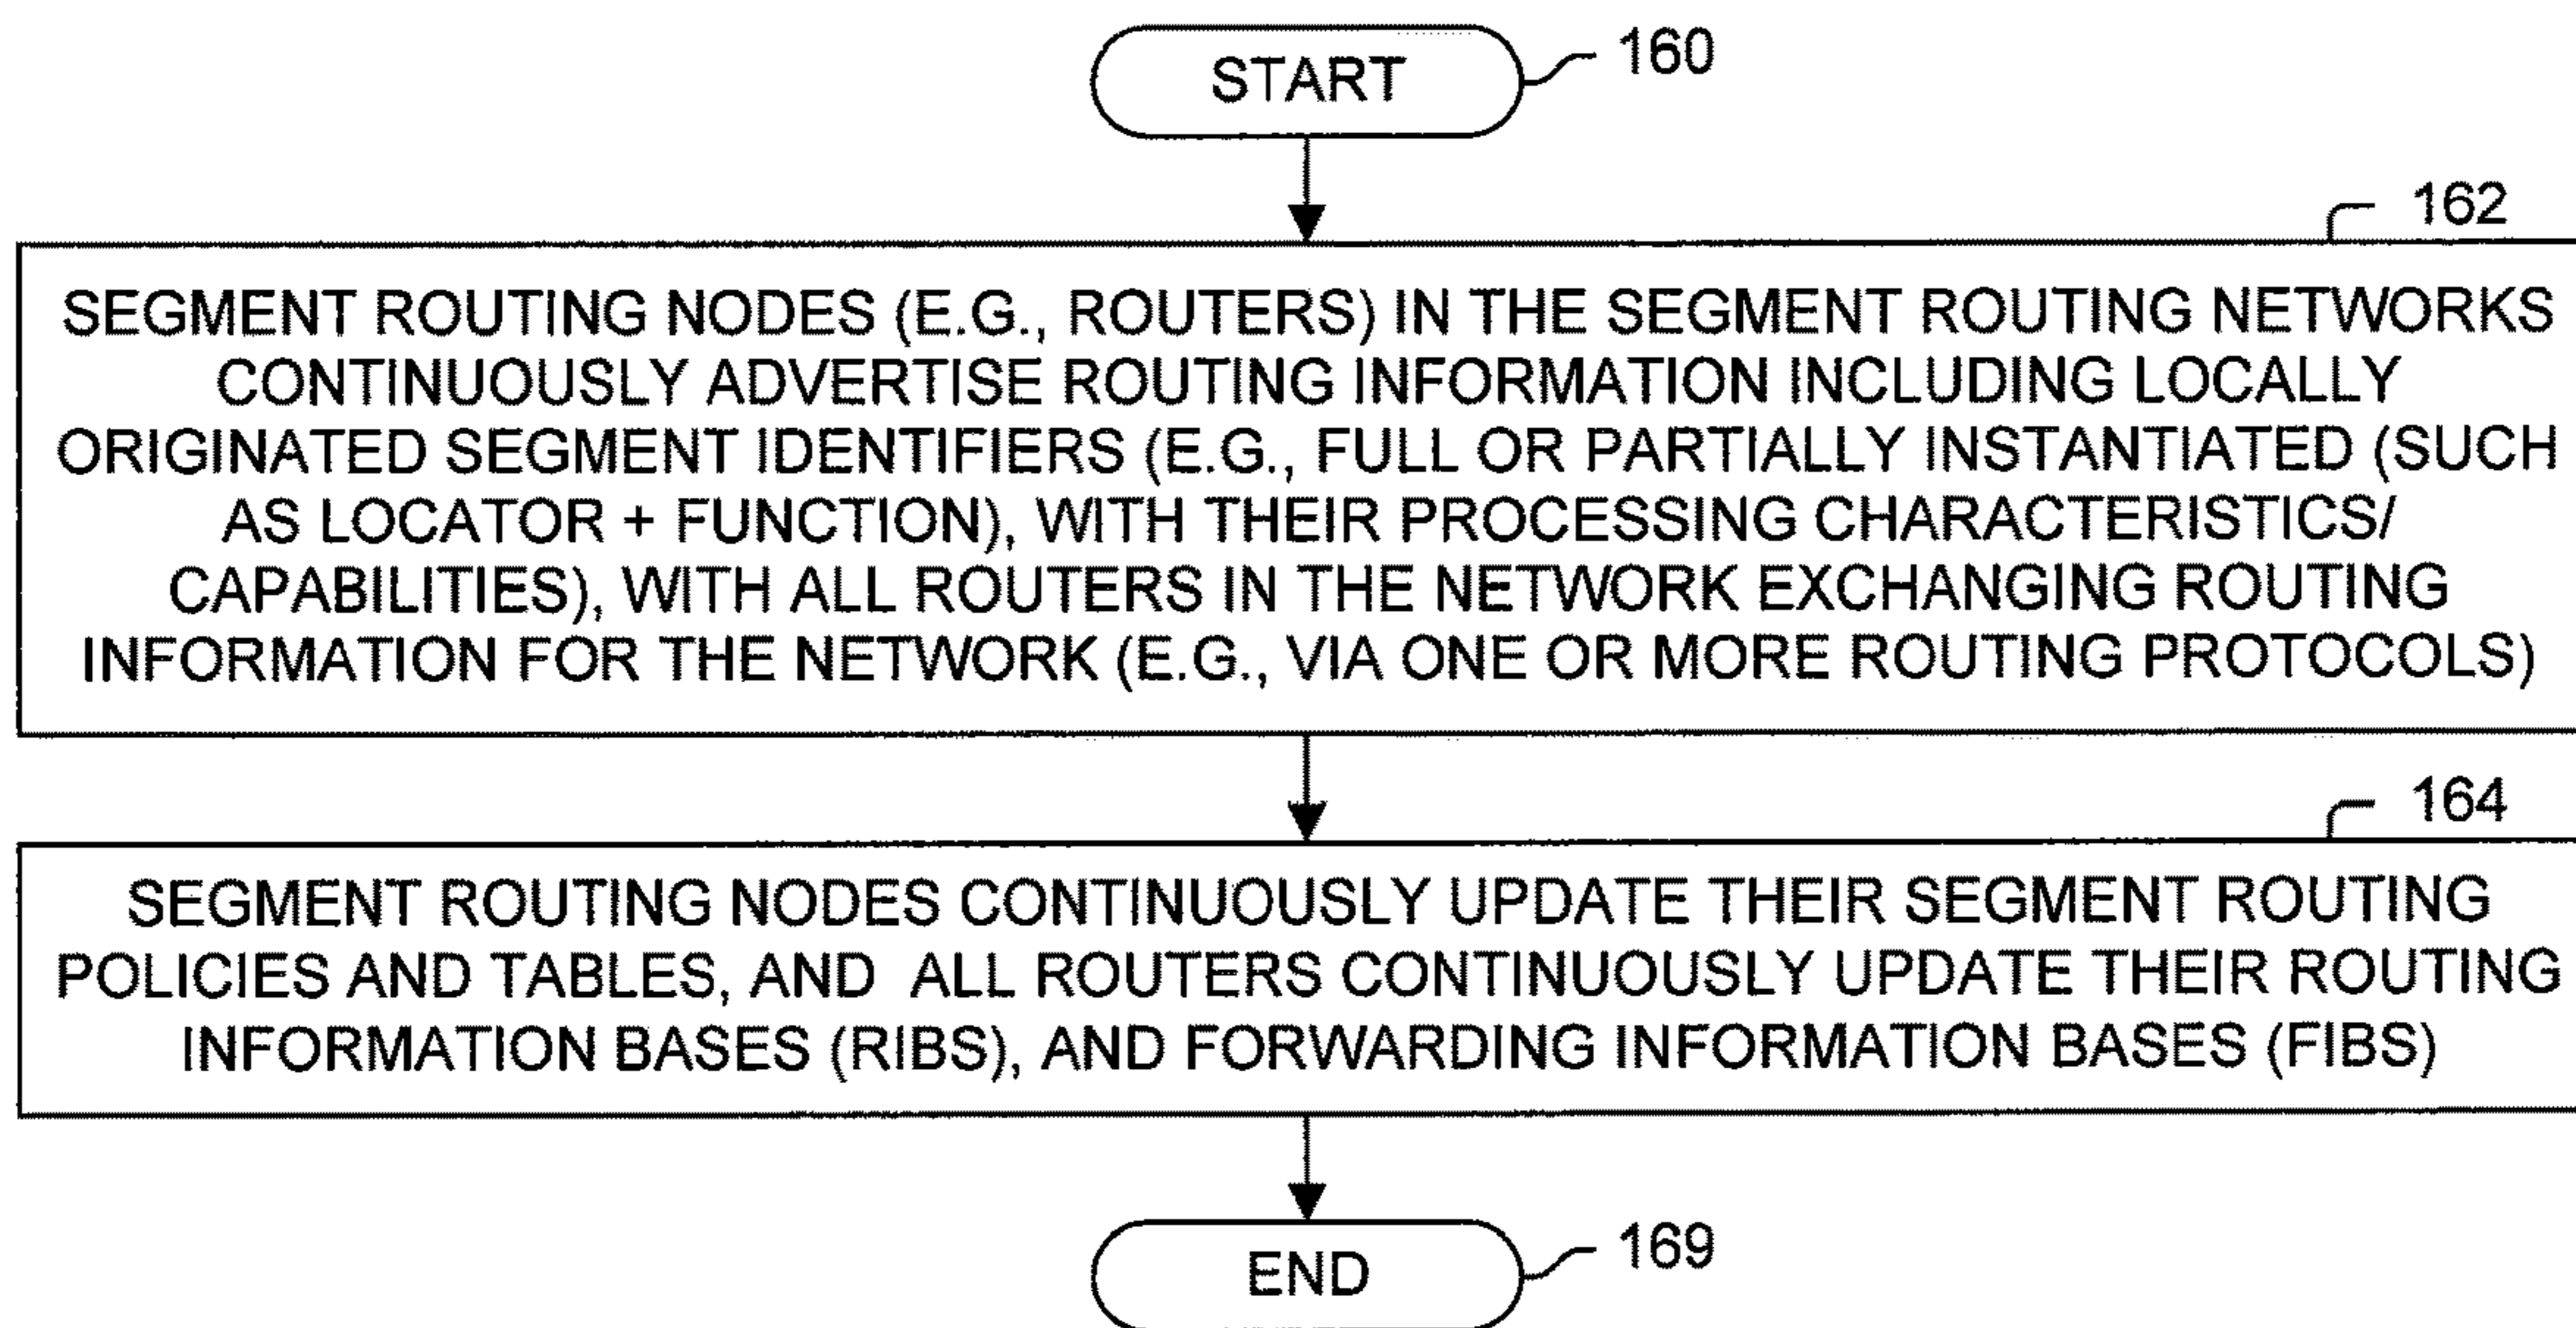 START
160
162
SEGMENT ROUTING NODES (E.G., ROUTERS) IN THE SEGMENT ROUTING NETWORKS
CONTINUOUSLY ADVERTISE ROUTING INFORMATION INCLUDING LOCALLY
ORIGINATED SEGMENT IDENTIFIERS (E.G., FULL OR PARTIALLY INSTANTIATED (SUCH
AS LOCATOR + FUNCTION), WITH THEIR PROCESSING CHARACTERISTICS/
CAPABILITIES), WITH ALL ROUTERS IN THE NETWORK EXCHANGING ROUTING
INFORMATION FOR THE NETWORK (E.G., VIA ONE OR MORE ROUTING PROTOCOLS)
164
SEGMENT ROUTING NODES CONTINUOUSLY UPDATE THEIR SEGMENT ROUTING
POLICIES AND TABLES, AND ALL ROUTERS CONTINUOUSLY UPDATE THEIR ROUTING
INFORMATION BASES (RIBS), AND FORWARDING INFORMATION BASES (FIBS)
END
169